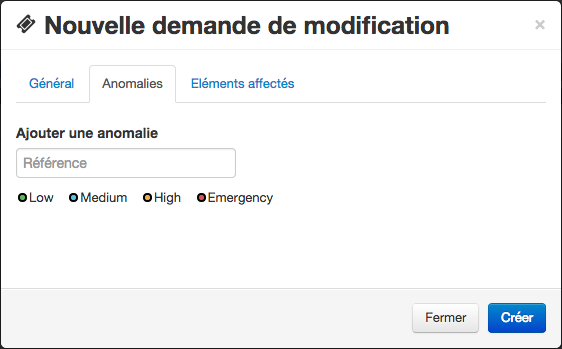 Nouvelle demande de modification ×
Général Anomalies Eléments affectés
Ajouter une anomalie
Référence
Low Medium High Emergency
Fermer Créer